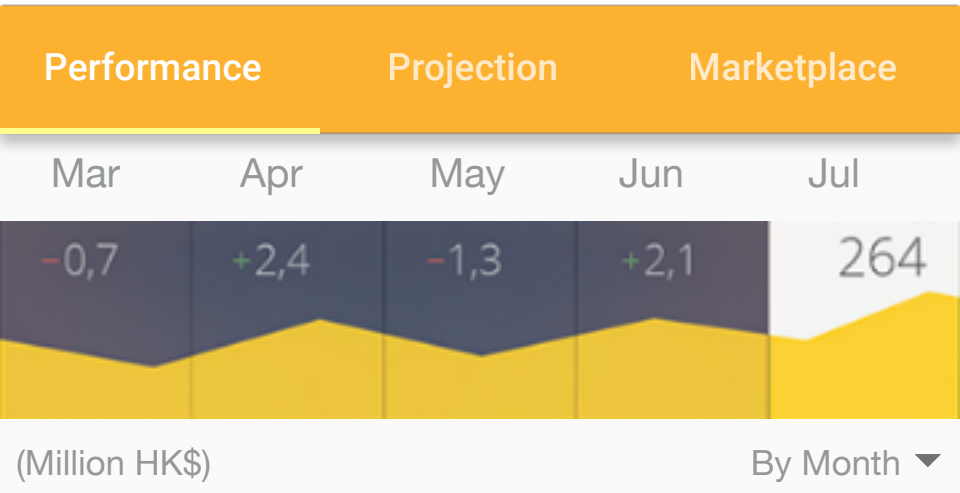 Performance Projection Marketplace
Mar Apr May Jun Jul
-0,7 +2,4 -1,3 +2,1 264
(Million HK$) By Month